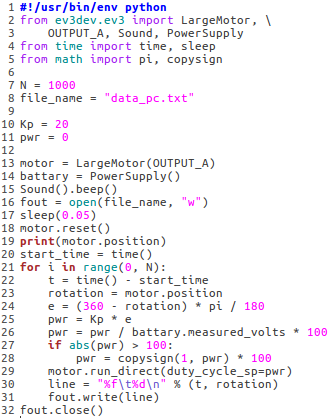 1 #!/usr/bin/env python
2 from ev3dev.ev3 import LargeMotor, \
3     OUTPUT_A, Sound, PowerSupply
4 from time import time, sleep
5 from math import pi, copysign
6
7 N = 1000
8 file_name = "data_pc.txt"
9
10 Kp = 20
11 pwr = 0
12
13 motor = LargeMotor(OUTPUT_A)
14 battary = PowerSupply()
15 Sound().beep()
16 fout = open(file_name, "w")
17 sleep(0.05)
18 motor.reset()
19 print(motor.position)
20 start_time = time()
21 for i in range(0, N):
22     t = time() - start_time
23     rotation = motor.position
24     e = (360 - rotation) * pi / 180
25     pwr = Kp * e
26     pwr = pwr / battary.measured_volts * 100
27     if abs(pwr) > 100:
28         pwr = copysign(1, pwr) * 100
29     motor.run_direct(duty_cycle_sp=pwr)
30     line = "%f\t%d\n" % (t, rotation)
31     fout.write(line)
32 fout.close()